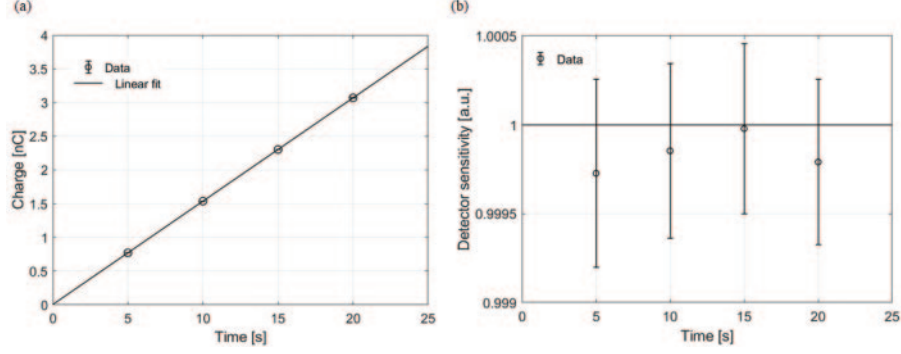 (a)
4
3.5
3
2.5
2
1.5
1
0.5
0
Charge [nC]
Data
Linear fit
0 5 10 15 20 25
Time [s]
(b)
1.0005
1
0.9995
0.999
Detector sensitivity [a.u.]
Data
0 5 10 15 20 25
Time [s]